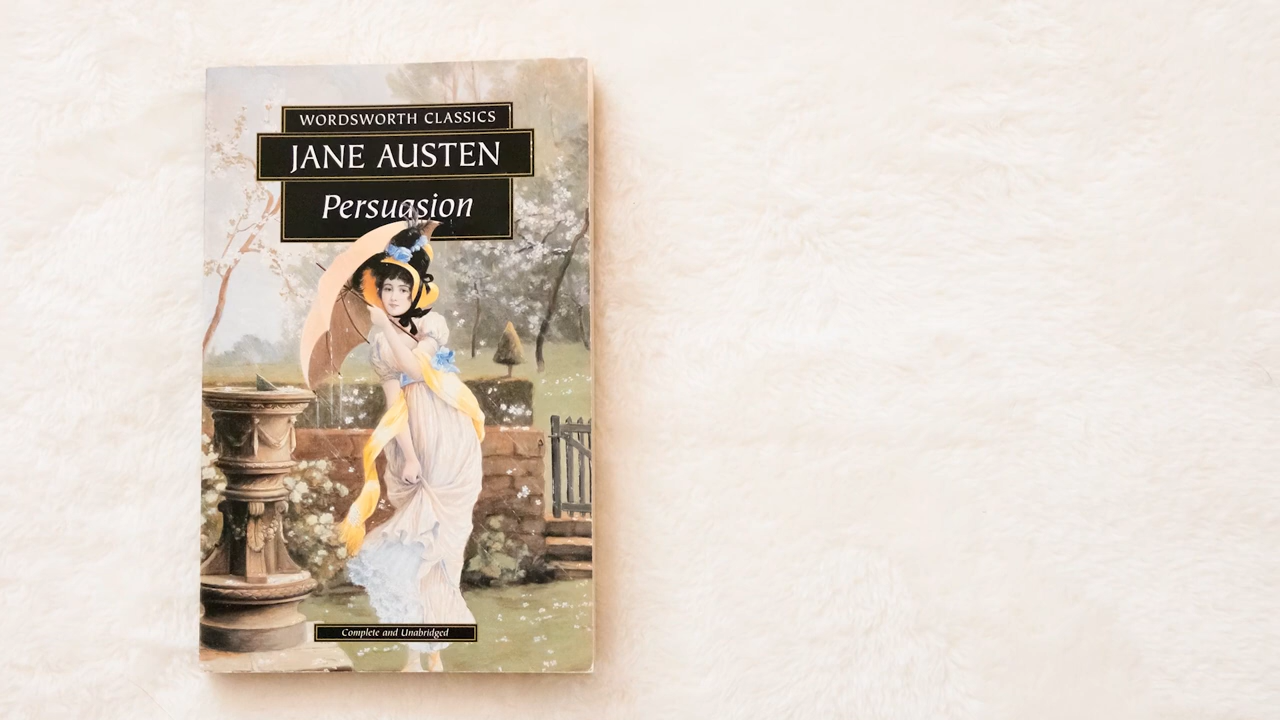 WORDSWORTH CLASSICS
JANE AUSTEN
Persuasion
Complete and Unabridged